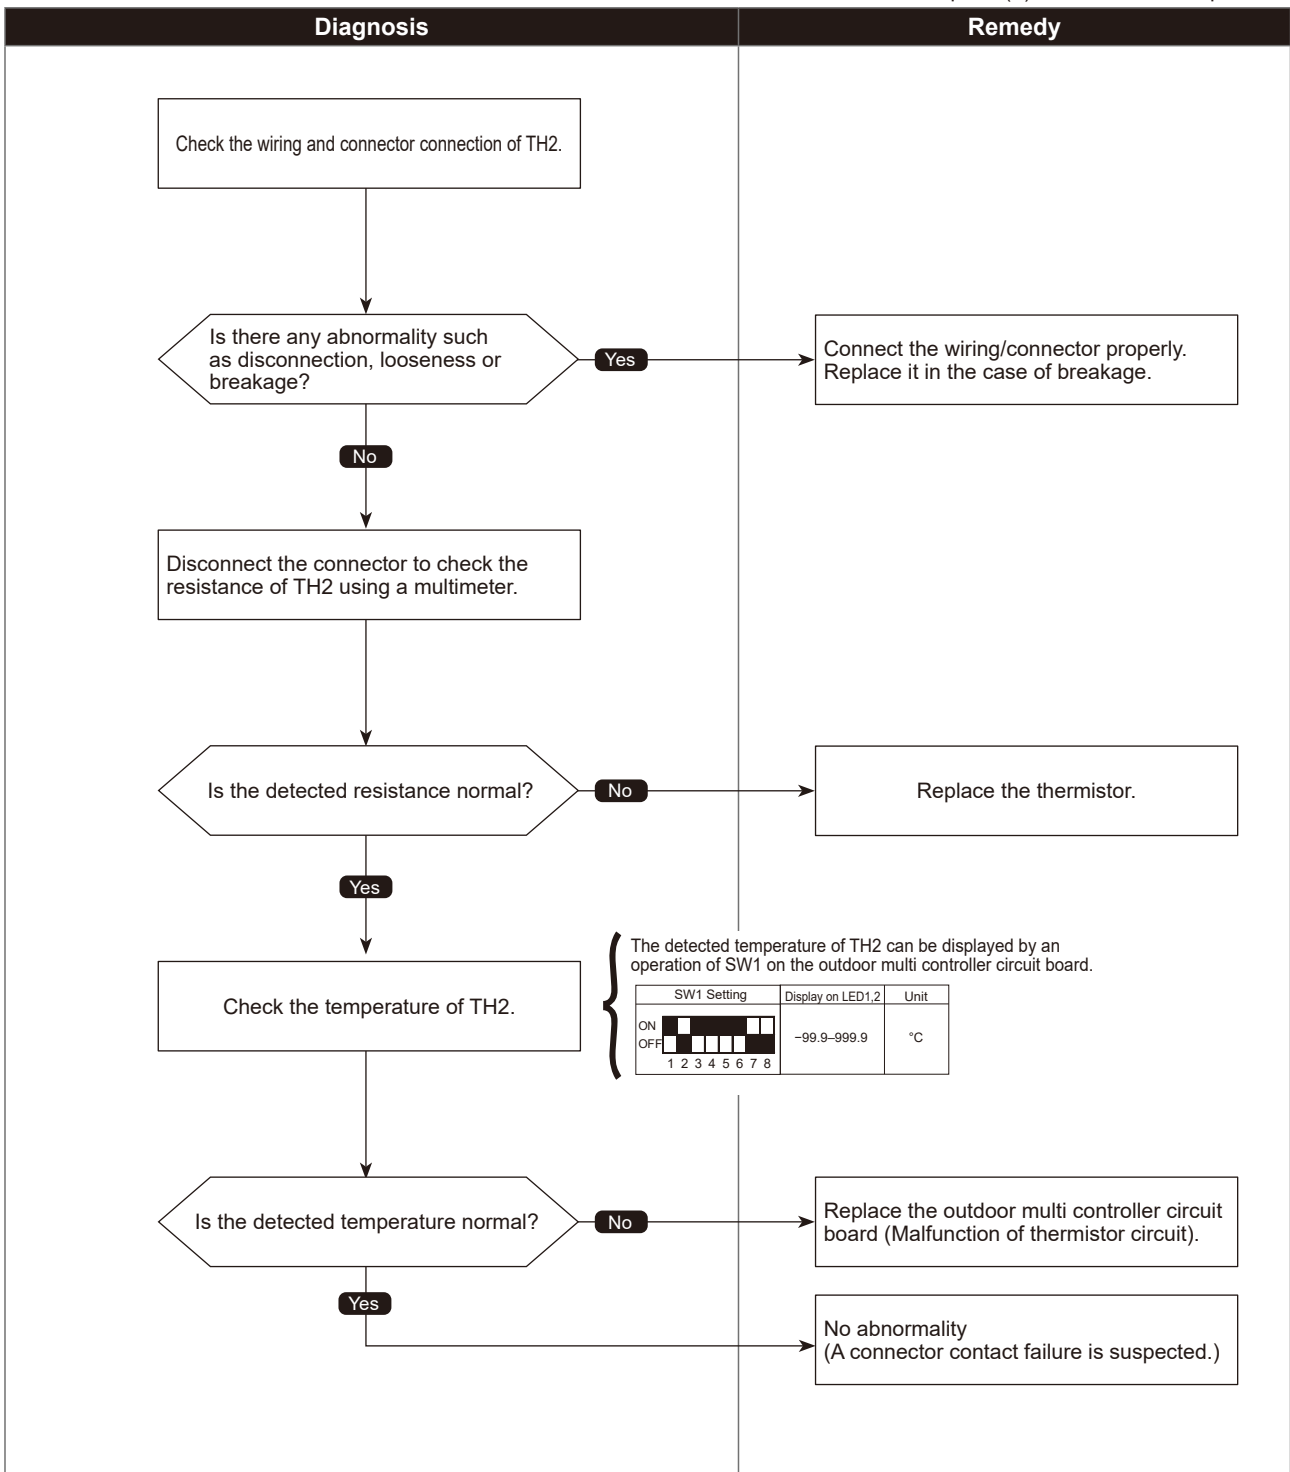 Diagnosis
Remedy
Check the wiring and connector connection of TH2.
Is there any abnormality such
as disconnection, looseness or
breakage?
Yes
Connect the wiring/connector properly.
Replace it in the case of breakage.
No
Disconnect the connector to check the
resistance of TH2 using a multimeter.
Is the detected resistance normal?
No
Replace the thermistor.
Yes
Check the temperature of TH2.
The detected temperature of TH2 can be displayed by an
operation of SW1 on the outdoor multi controller circuit board.
SW1 Setting
Display on LED1,2
Unit
ON
OFF
1 2 3 4 5 6 7 8
−99.9–999.9
°C
Is the detected temperature normal?
No
Replace the outdoor multi controller circuit
board (Malfunction of thermistor circuit).
Yes
No abnormality
(A connector contact failure is suspected.)